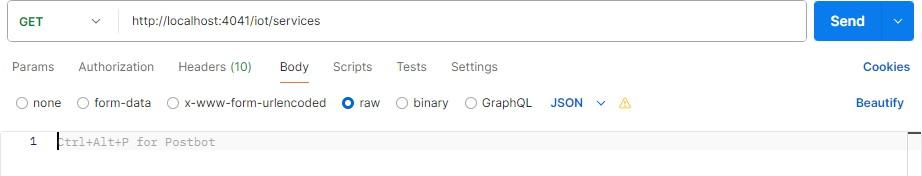 GET http://localhost:4041/iot/services Send
Params Authorization Headers (10) Body Scripts Tests Settings Cookies
none form-data x-www-form-urlencoded raw binary GraphQL JSON Beautify
1 Ctrl+Alt+P for Postbot